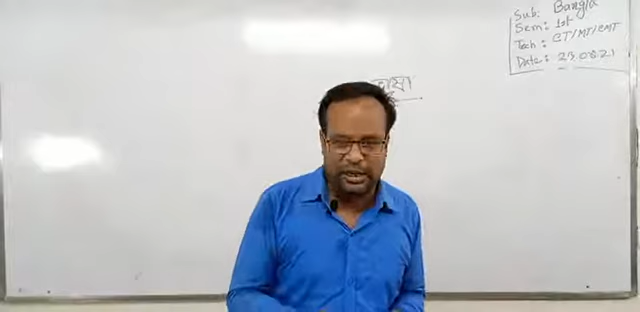 Sub: Bangla
Sem: 1st
Tech: CT/MT/EMT
Date: 23.08.21
ভাষা